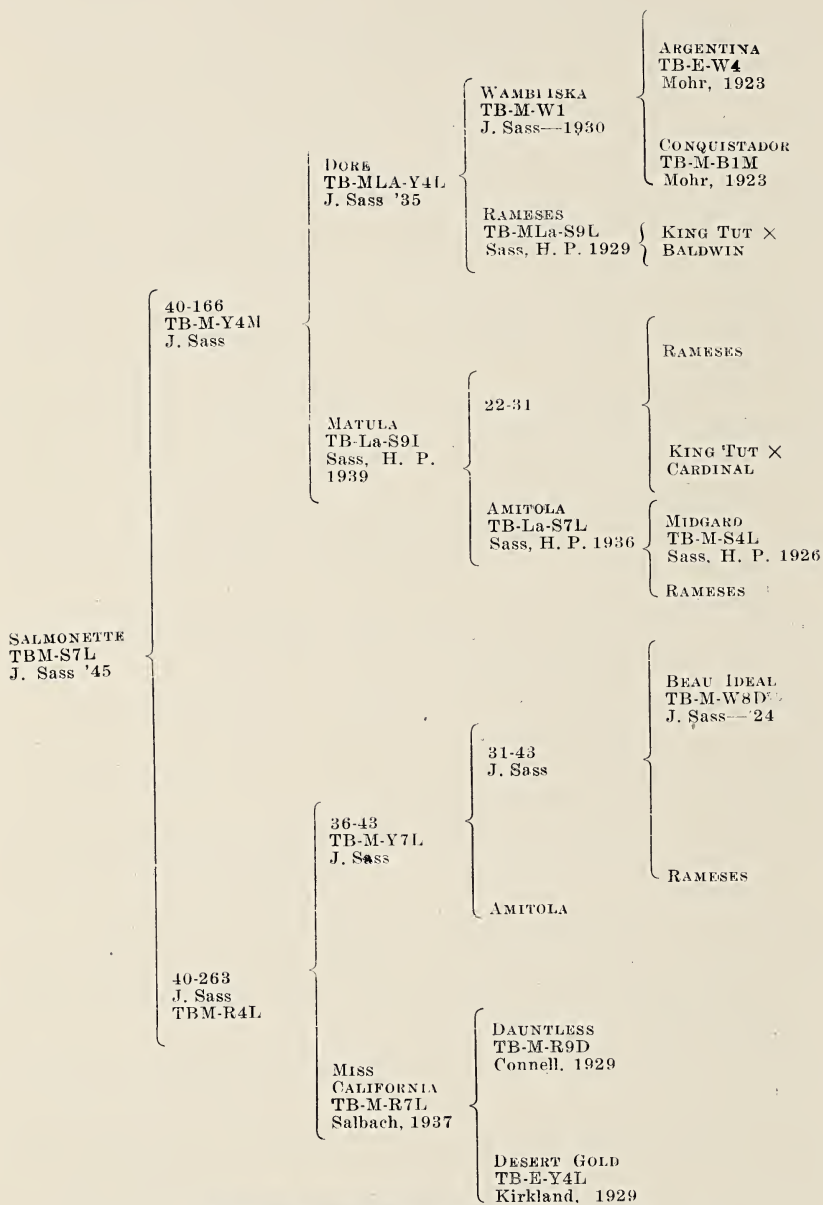 ARGENTINA
TB-E-W4
Mohr, 1923
WAMBLISKA
TB-M-W1
J. Sass—1930
CONQUISTADOR
TB-M-B1M
Mohr, 1923
DORE
TB-MLA-Y4L
J. Sass '35
RAMESES
TB-MLa-S9L
Sass, H. P. 1929
KING TUT ×
BALDWIN
40-166
TB-M-Y4M
J. Sass
RAMESES
22-31
MATULA
TB-La-S9I
Sass, H. P.
1939
KING TUT ×
CARDINAL
AMITOLA
TB-La-S7L
Sass, H. P. 1936
MIDGARD
TB-M-S4L
Sass, H. P. 1926
RAMESES
SALMONETTE
TBM-S7L
J. Sass '45
BEAU IDEAL
TB-M-W8D
J. Sass—'24
31-43
J. Sass
36-43
TB-M-Y7L
J. Sass
RAMESES
AMITOLA
40-263
J. Sass
TBM-R4L
DAUNTLESS
TB-M-R9D
Connell, 1929
MISS
CALIFORNIA
TB-M-R7L
Salbach, 1937
DESERT GOLD
TB-E-Y4L
Kirkland, 1929